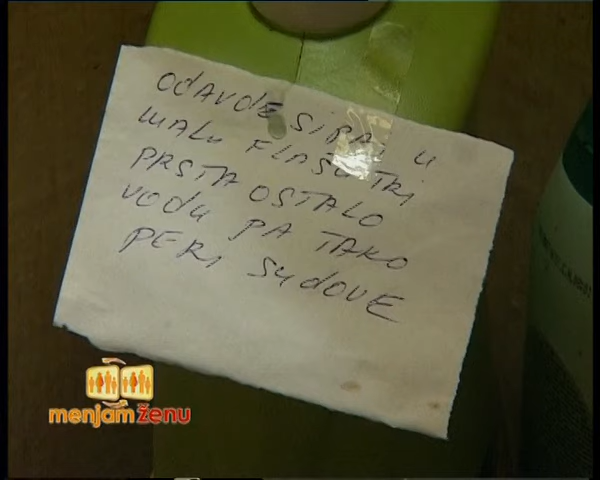 ODAVDE SIPAJ U
MALU FLAŠU TRI
PRSTA OSTALO
VODU PA TAKO
PERI SUDOVE
menjam ženu